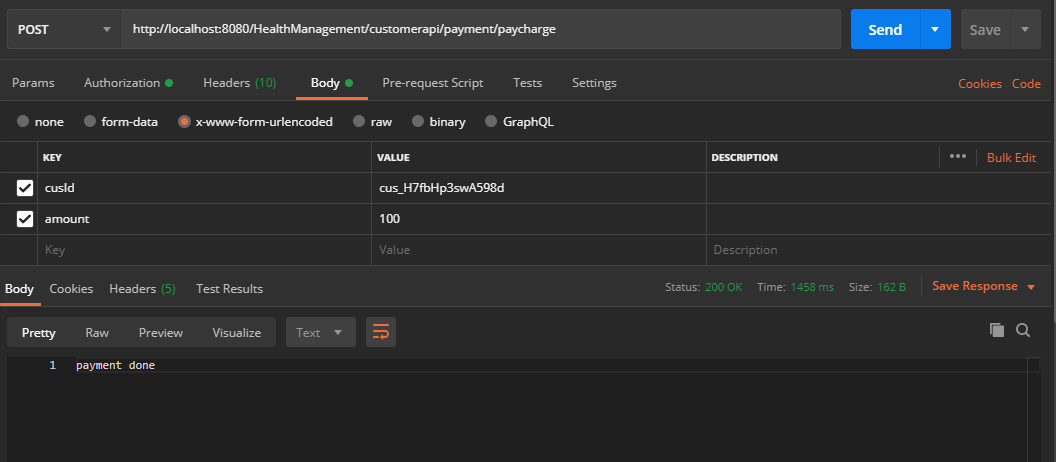 POST http://localhost:8080/HealthManagement/customerapi/payment/paycharge Send Save
Params Authorization Headers (10) Body Pre-request Script Tests Settings Cookies Code
none form-data x-www-form-urlencoded raw binary GraphQL
KEY VALUE DESCRIPTION ••• Bulk Edit
cusId cus_H7fbHp3swA598d
amount 100
Key Value Description
Body Cookies Headers (5) Test Results Status: 200 OK Time: 1458 ms Size: 162 B Save Response
Pretty Raw Preview Visualize Text
1 payment done